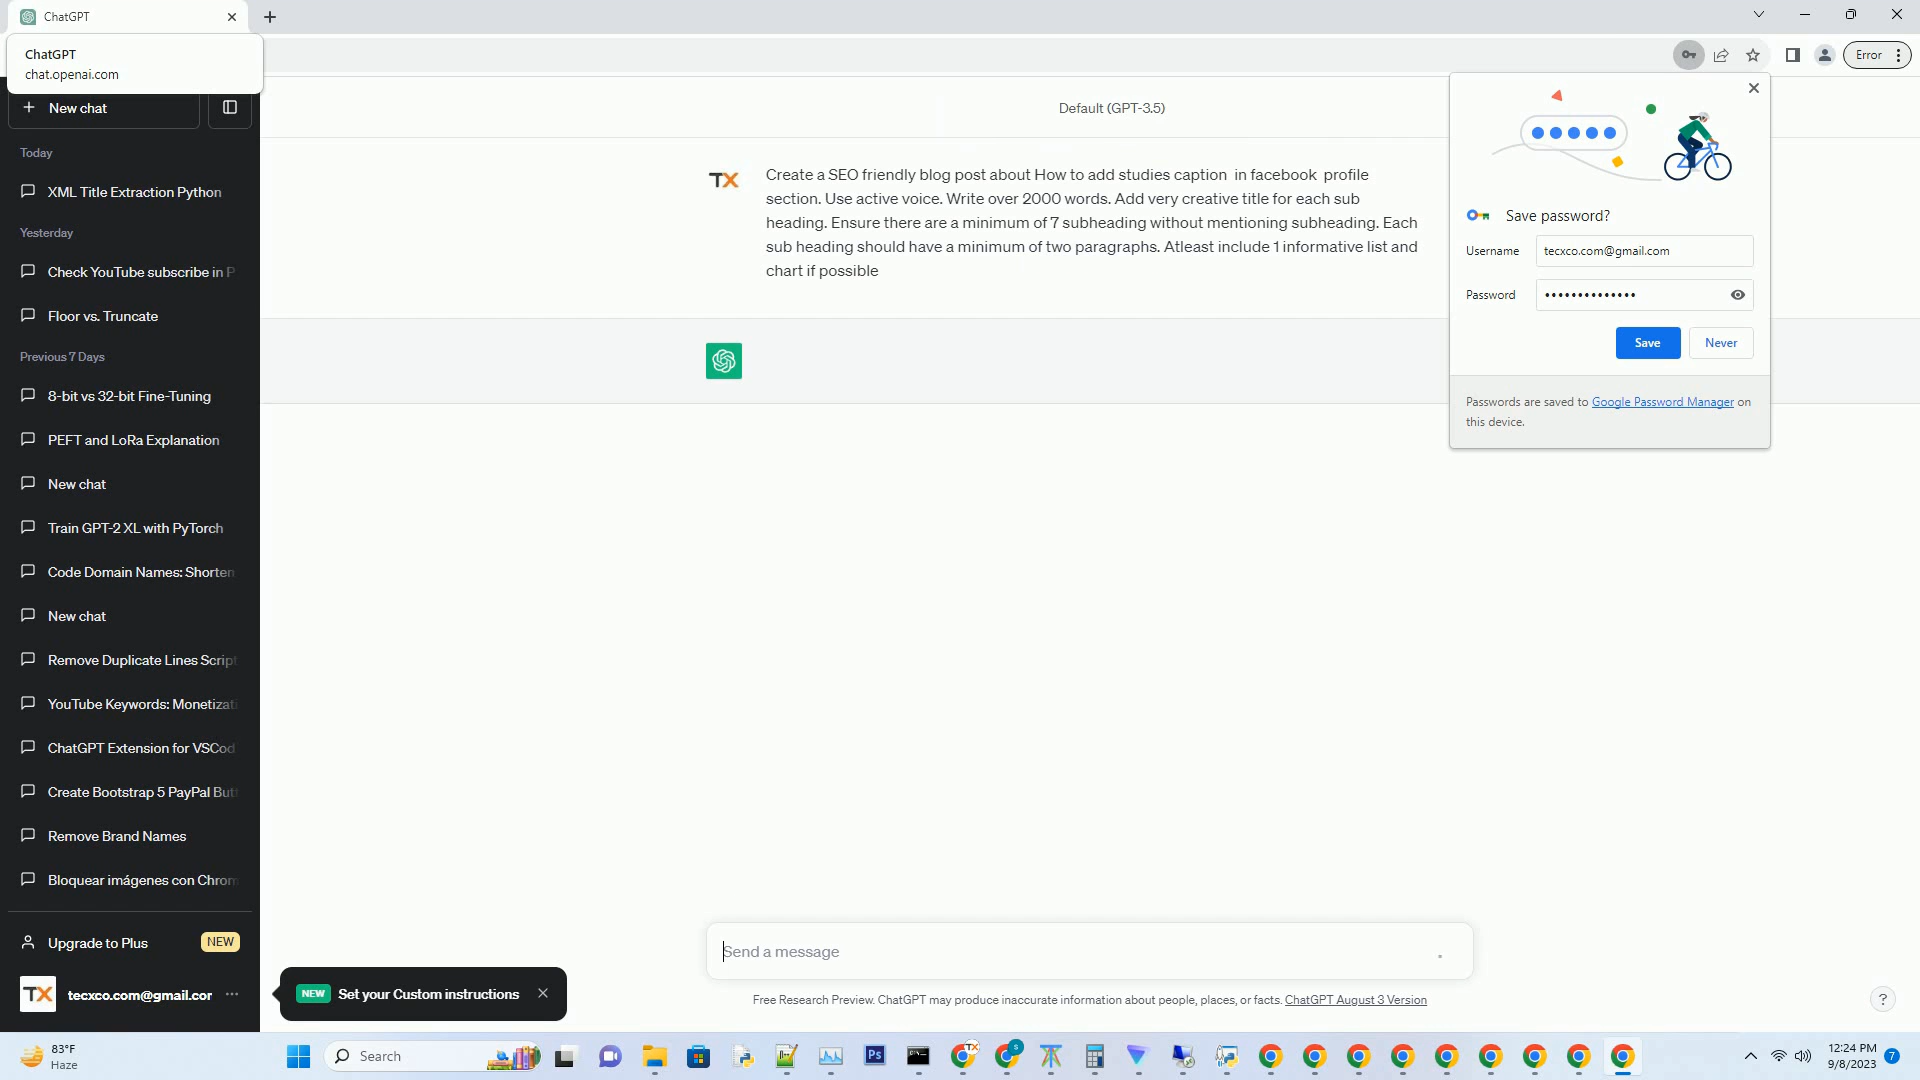 ChatGPT
ChatGPT
chat.openai.com
Error
New chat
Default (GPT-3.5)
Today
XML Title Extraction Python
Yesterday
Check YouTube subscribe in P
Floor vs. Truncate
Previous 7 Days
8-bit vs 32-bit Fine-Tuning
PEFT and LoRa Explanation
New chat
Train GPT-2 XL with PyTorch
Code Domain Names: Shorten
New chat
Remove Duplicate Lines Script
YouTube Keywords: Monetizati
ChatGPT Extension for VSCod
Create Bootstrap 5 PayPal Butt
Remove Brand Names
Bloquear imágenes con Chrom
Upgrade to Plus NEW
TX tecxco.com@gmail.cor
TX
Create a SEO friendly blog post about How to add studies caption in facebook profile
section. Use active voice. Write over 2000 words. Add very creative title for each sub
heading. Ensure there are a minimum of 7 subheading without mentioning subheading. Each
sub heading should have a minimum of two paragraphs. Atleast include 1 informative list and
chart if possible
Save password?
Username tecxco.com@gmail.com
Password ••••••••••••••
Save Never
Passwords are saved to Google Password Manager on
this device.
Send a message
NEW Set your Custom instructions
Free Research Preview. ChatGPT may produce inaccurate information about people, places, or facts. ChatGPT August 3 Version
?
83°F
Haze
Search
Ps
TX
S
12:24 PM
9/8/2023
7